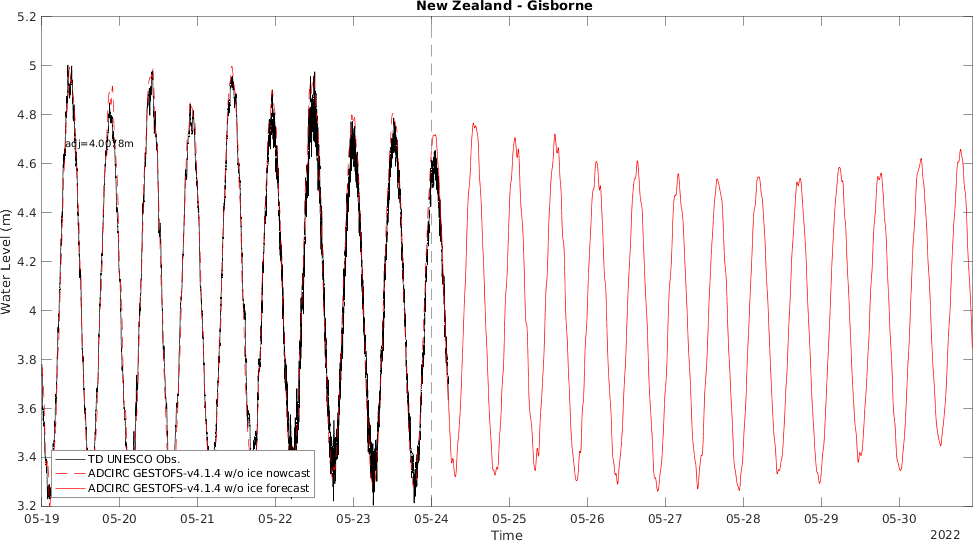 New Zealand - Gisborne
5.2
5
4.8
4.6
4.4
4.2
4
3.8
3.6
3.4
3.2
Water Level (m)
TD UNESCO Obs.
ADCIRC GESTOFS-v4.1.4 w/o ice nowcast
ADCIRC GESTOFS-v4.1.4 w/o ice forecast
05-19 05-20 05-21 05-22 05-23 05-24 05-25 05-26 05-27 05-28 05-29 05-30
Time
2022